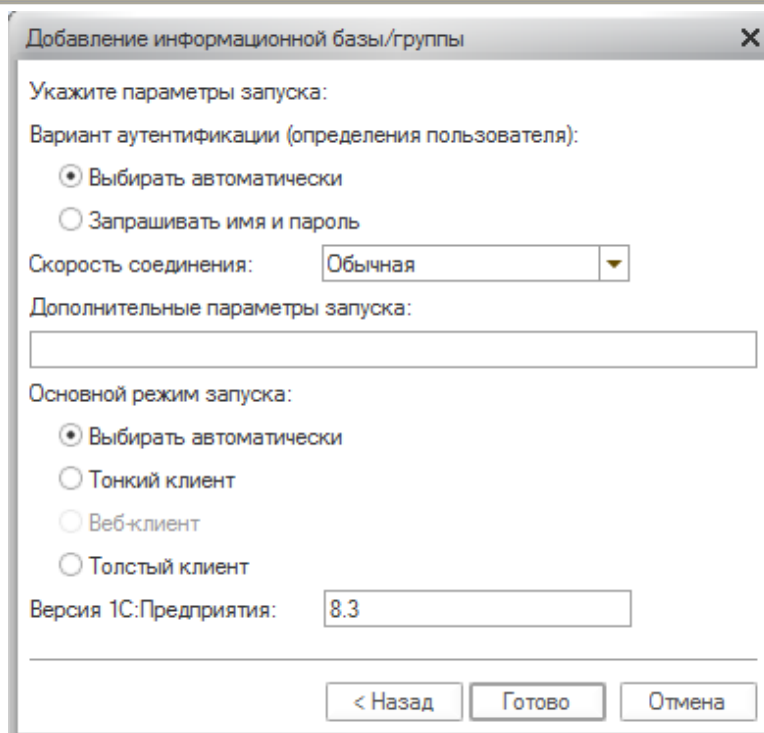 Добавление информационной базы/группы
Укажите параметры запуска:
Вариант аутентификации (определения пользователя):
Выбирать автоматически
Запрашивать имя и пароль
Скорость соединения: Обычная
Дополнительные параметры запуска:
Основной режим запуска:
Выбирать автоматически
Тонкий клиент
Веб-клиент
Толстый клиент
Версия 1С:Предприятия: 8.3
< Назад Готово Отмена